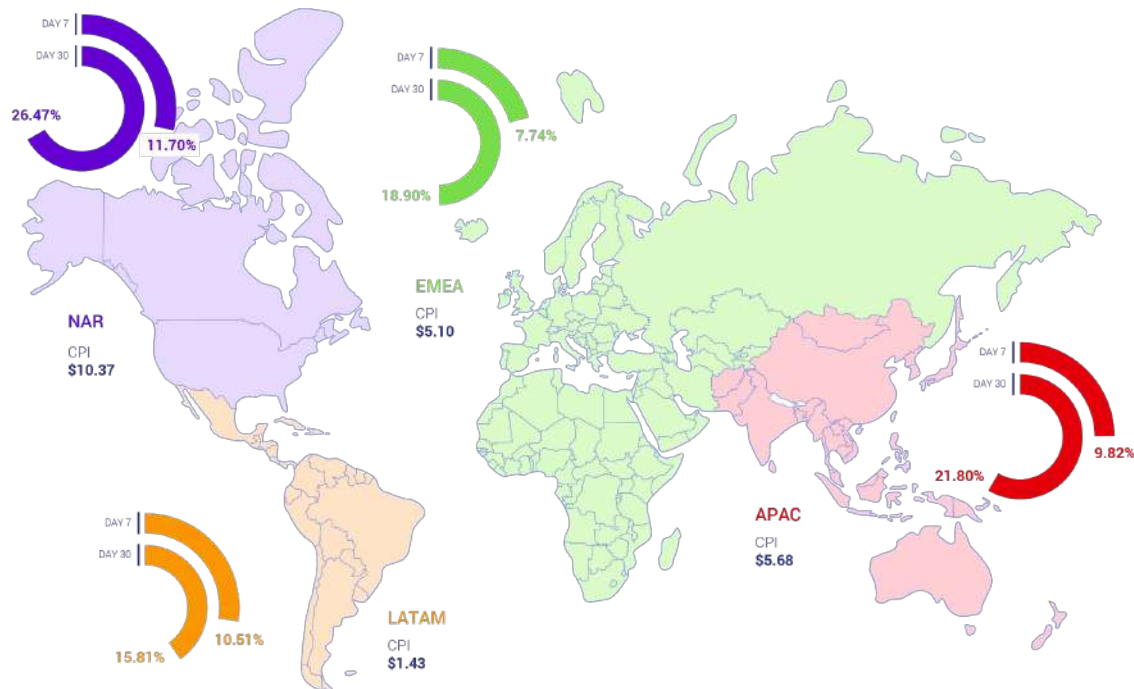 DAY 7
DAY 30
26.47%
11.70%
NAR
CPI
$10.37
DAY 7
DAY 30
7.74%
18.90%
EMEA
CPI
$5.10
DAY 7
DAY 30
9.82%
21.80%
APAC
CPI
$5.68
DAY 7
DAY 30
10.51%
15.81%
LATAM
CPI
$1.43